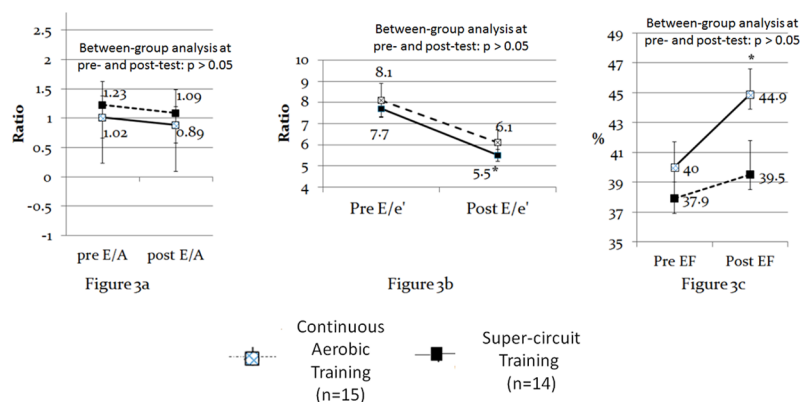 Between-group analysis at
pre- and post-test: p > 0.05
2.5
2
1.5
1
0.5
0
-0.5
-1
Ratio
1.23
1.09
1.02
0.89
pre E/A
post E/A
Figure 3a
Between-group analysis at
pre- and post-test: p > 0.05
10
9
8
7
6
5
4
Ratio
8.1
6.1
7.7
5.5*
Pre E/e'
Post E/e'
Figure 3b
Between-group analysis at
pre- and post-test: p > 0.05
49
47
45
43
41
39
37
35
%
*
44.9
40
39.5
37.9
Pre EF
Post EF
Figure 3c
Continuous
Aerobic
Training
(n=15)
Super-circuit
Training
(n=14)